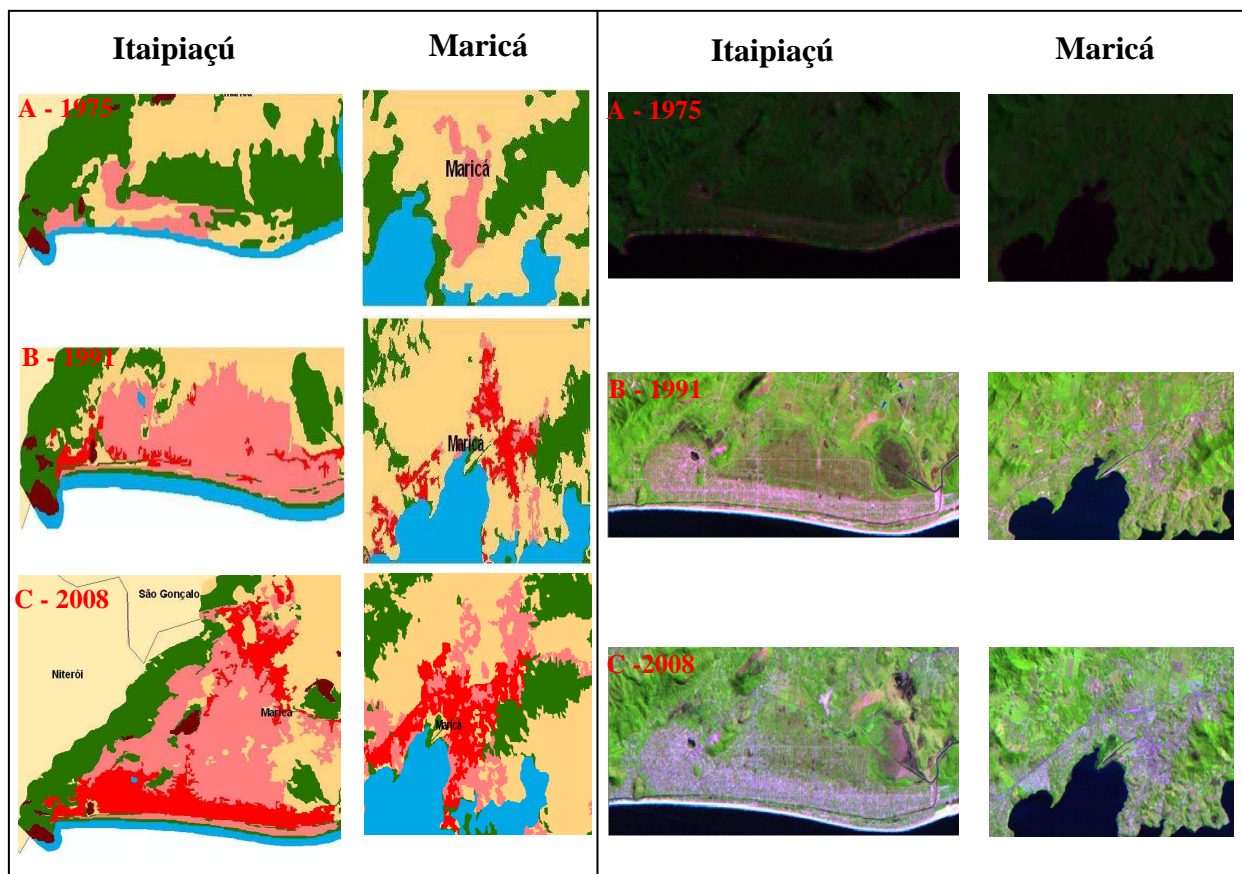 Itaipiaçú
Maricá
Itaipiaçú
Maricá
A - 1975
Maricá
A - 1975
B - 1991
Maricá
B - 1991
C - 2008
São Gonçalo
Niterói
Maricá
Maricá
C -2008